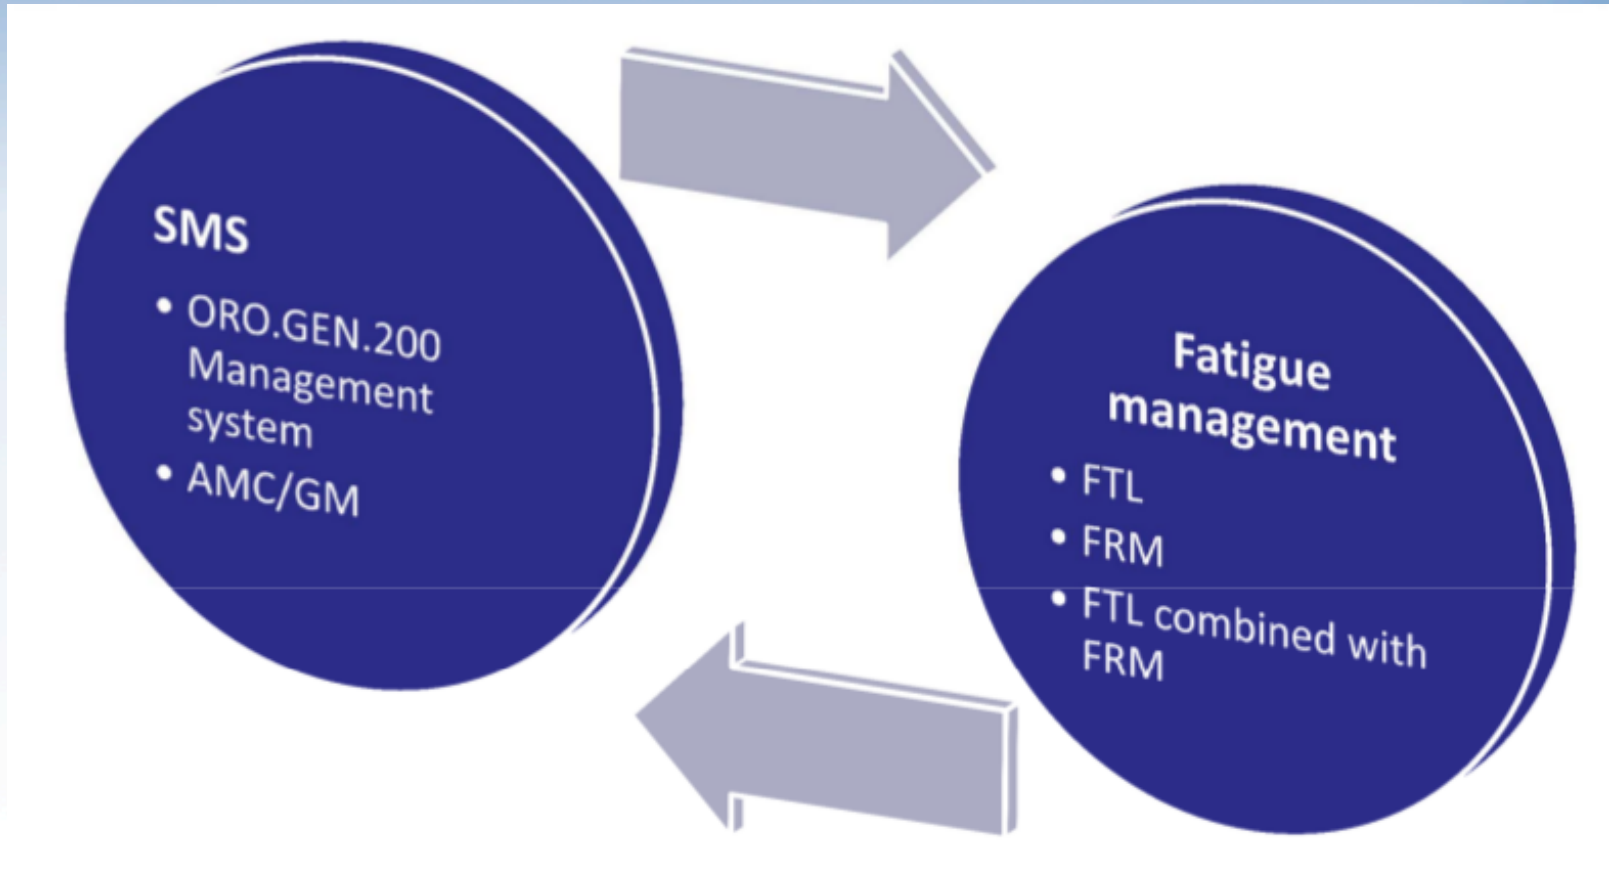 SMS
• ORO.GEN.200
Management
system
• AMC/GM
Fatigue
management
• FTL
• FRM
• FTL combined with
FRM